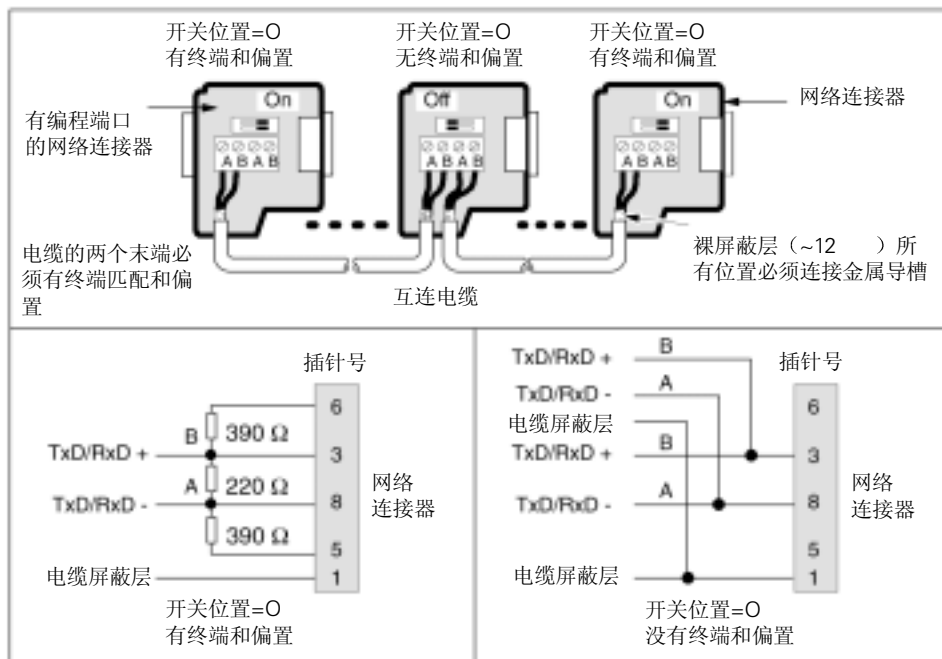 开关位置=O
有终端和偏置
开关位置=O
无终端和偏置
开关位置=O
有终端和偏置
On
Off
On
有编程端口
的网络连接器
网络连接器
A B A B
A B A B
A B A B
电缆的两个末端必
须有终端匹配和偏
置
互连电缆
裸屏蔽层（~12 ）所
有位置必须连接金属导槽
插针号
6
390 Ω
B
TxD/RxD +
3
A
220 Ω
TxD/RxD -
8
390 Ω
5
电缆屏蔽层
1
网络
连接器
开关位置=O
有终端和偏置
插针号
TxD/RxD +
B
TxD/RxD -
A
6
电缆屏蔽层
TxD/RxD +
B
3
TxD/RxD -
A
8
5
电缆屏蔽层
1
网络
连接器
开关位置=O
没有终端和偏置